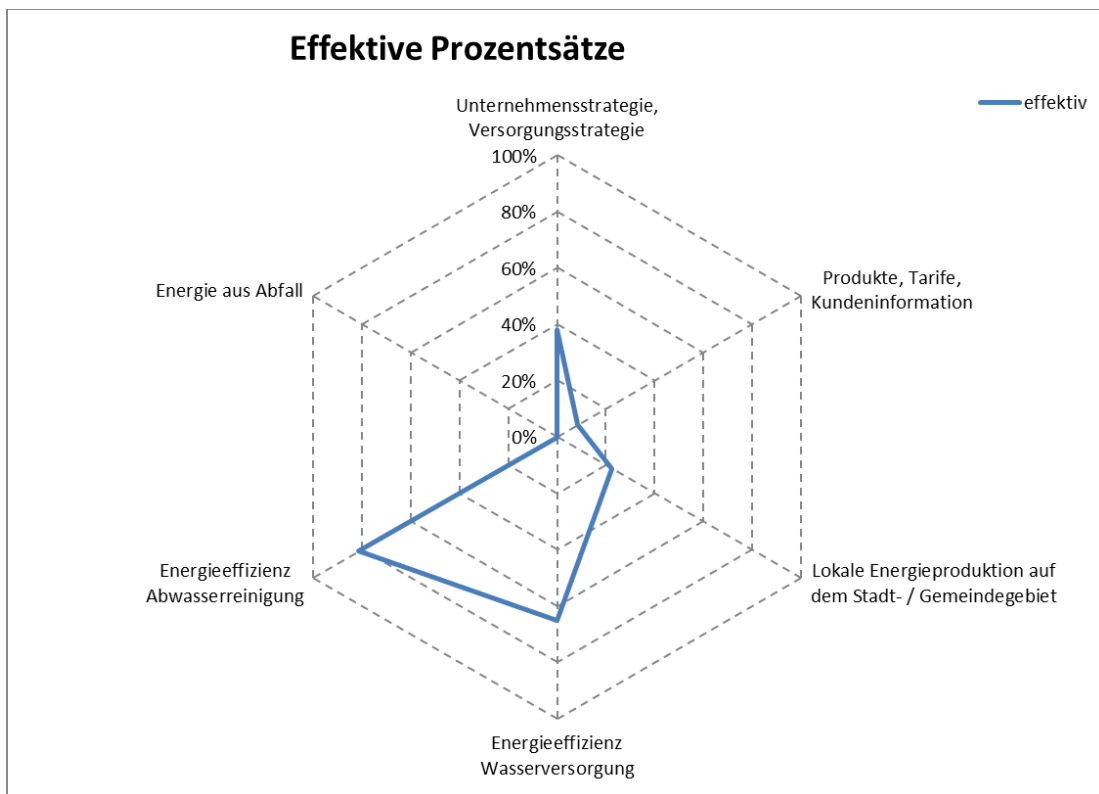 Effektive Prozentsätze
effektiv
Unternehmensstrategie,
Versorgungsstrategie
100%
80%
60%
40%
20%
0%
Produkte, Tarife,
Kundeninformation
Lokale Energieproduktion auf
dem Stadt- / Gemeindegebiet
Energieeffizienz
Wasserversorgung
Energieeffizienz
Abwasserreinigung
Energie aus Abfall